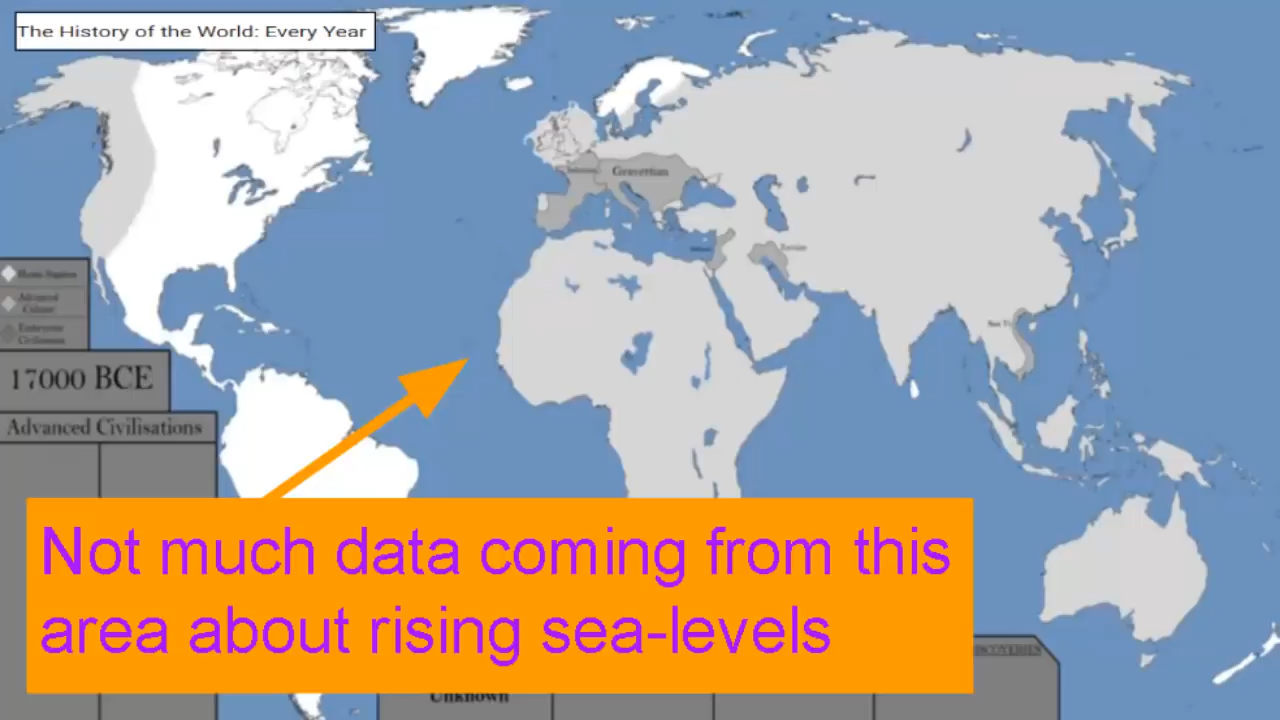 The History of the World: Every Year
Gravettian
Advanced
17000 BCE
Advanced Civilisations
Not much data coming from this
area about rising sea-levels
Unknown